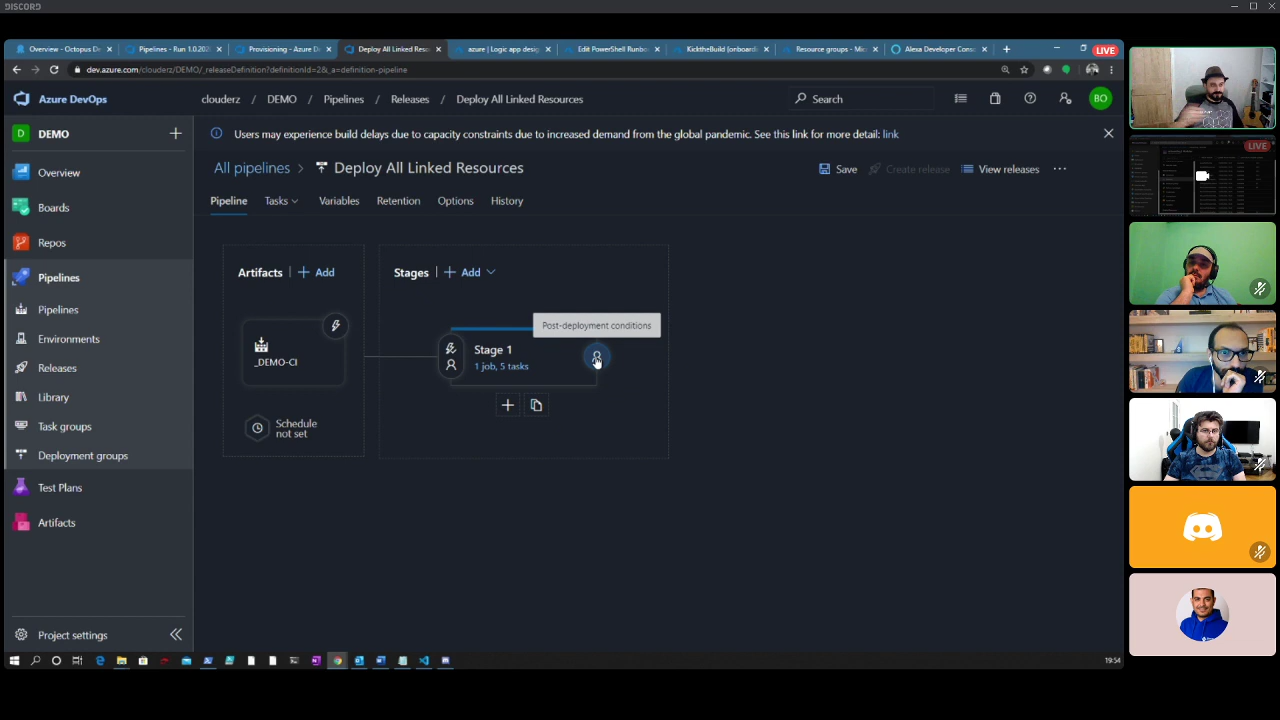 DISCORD
Overview - Octopus De
Pipelines - Run 1.0.202
Provisioning - Azure De
Deploy All Linked Reso
azure | Logic app desig
Edit PowerShell Runbo
KicktheBuild (onboardi
Resource groups - Mic
Alexa Developer Cons
LIVE
dev.azure.com/clouderz/DEMO/_releaseDefinition?definitionId=2&_a=definition-pipeline
Azure DevOps
clouderz / DEMO / Pipelines / Releases / Deploy All Linked Resources
Search
BO
D DEMO
Users may experience build delays due to capacity constraints due to increased demand from the global pandemic. See this link for more detail: link
All pipelines > Deploy All Linked Re
Save
Create release
View releases
Pipeline
Tasks
Variables
Retention
Options
Overview
Boards
Repos
Pipelines
Pipelines
Environments
Releases
Library
Task groups
Deployment groups
Test Plans
Artifacts
Project settings
Artifacts | + Add
Stages | + Add
_DEMO-CI
Schedule
not set
Post-deployment conditions
Stage 1
1 job, 5 tasks
19:54
LIVE